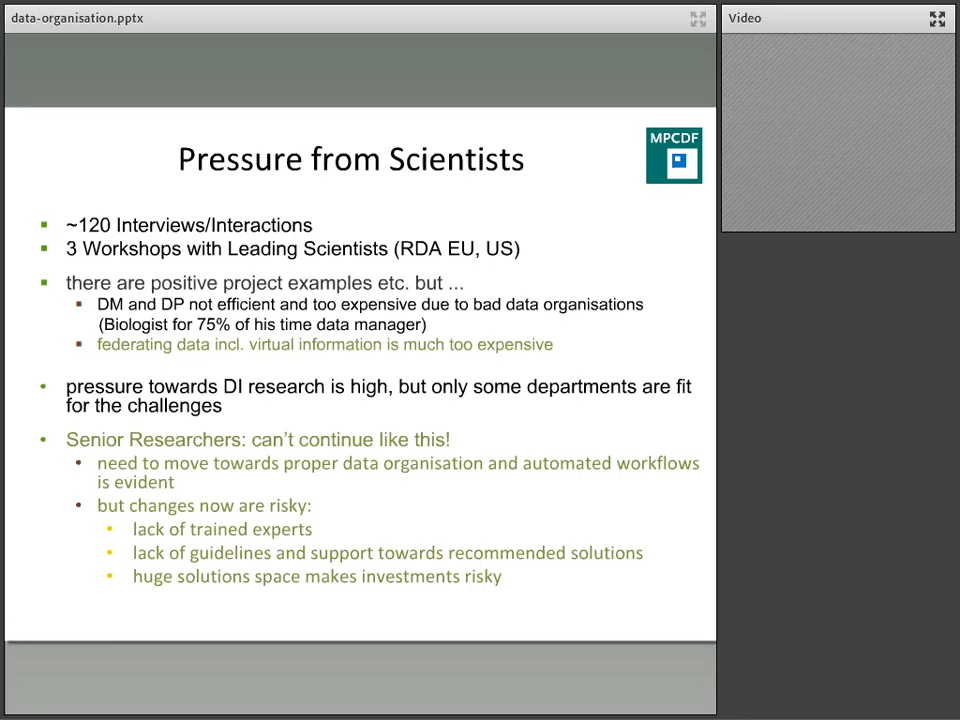 data-organisation.pptx
Video
MPCDF
Pressure from Scientists
~120 Interviews/Interactions
3 Workshops with Leading Scientists (RDA EU, US)
there are positive project examples etc. but ...
DM and DP not efficient and too expensive due to bad data organisations
(Biologist for 75% of his time data manager)
federating data incl. virtual information is much too expensive
pressure towards DI research is high, but only some departments are fit
for the challenges
Senior Researchers: can’t continue like this!
need to move towards proper data organisation and automated workflows
is evident
but changes now are risky:
lack of trained experts
lack of guidelines and support towards recommended solutions
huge solutions space makes investments risky